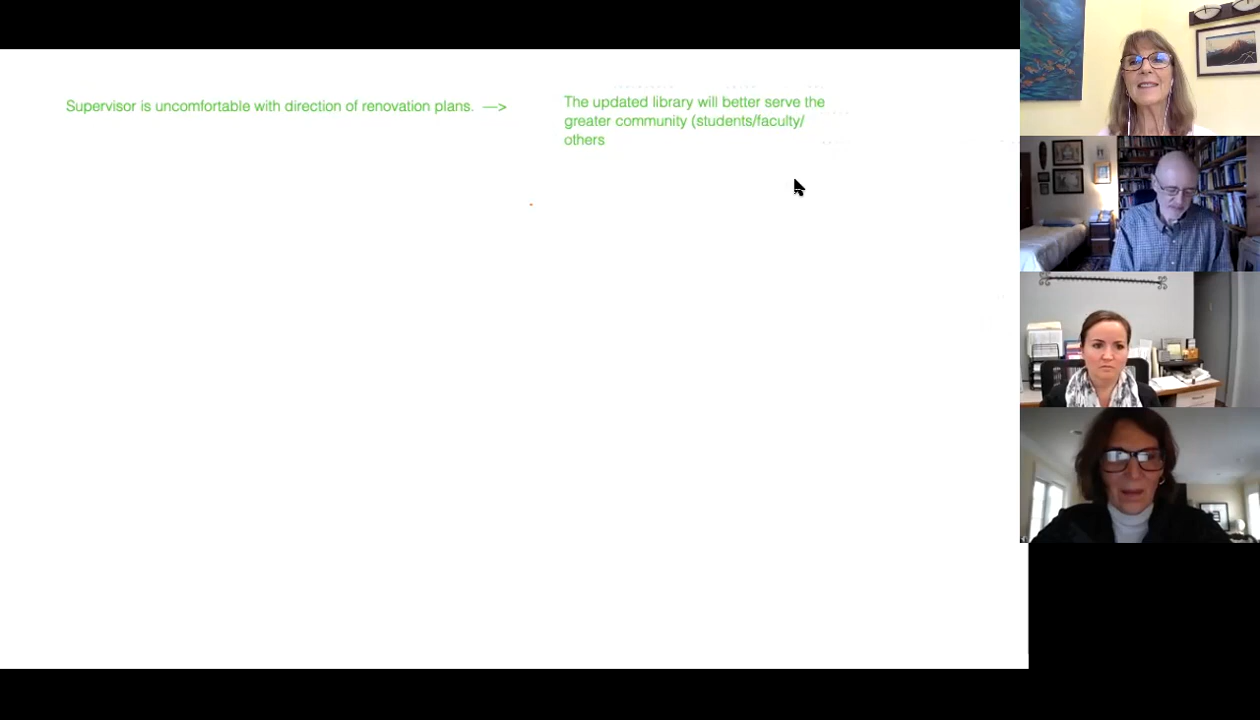 Supervisor is uncomfortable with direction of renovation plans. —>
The updated library will better serve the
greater community (students/faculty/
others